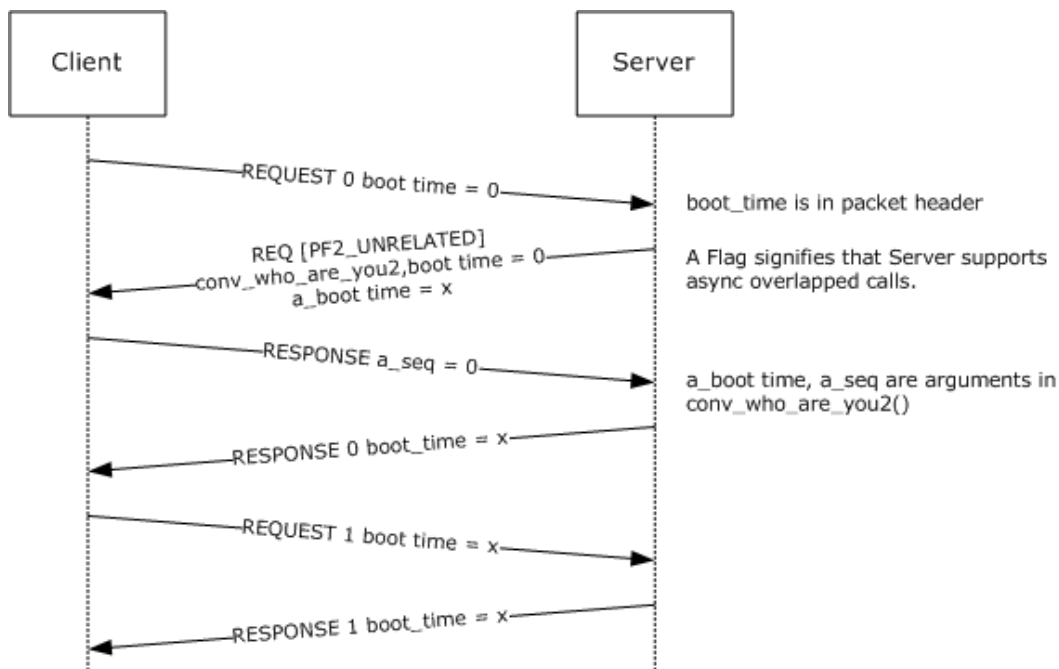 Client
Server
REQUEST 0 boot time = 0
boot_time is in packet header
REQ [PF2_UNRELATED]
conv_who_are_you2,boot time = 0
a_boot time = x
A Flag signifies that Server supports
async overlapped calls.
RESPONSE a_seq = 0
a_boot time, a_seq are arguments in
conv_who_are_you2()
RESPONSE 0 boot_time = x
REQUEST 1 boot time = x
RESPONSE 1 boot_time = x